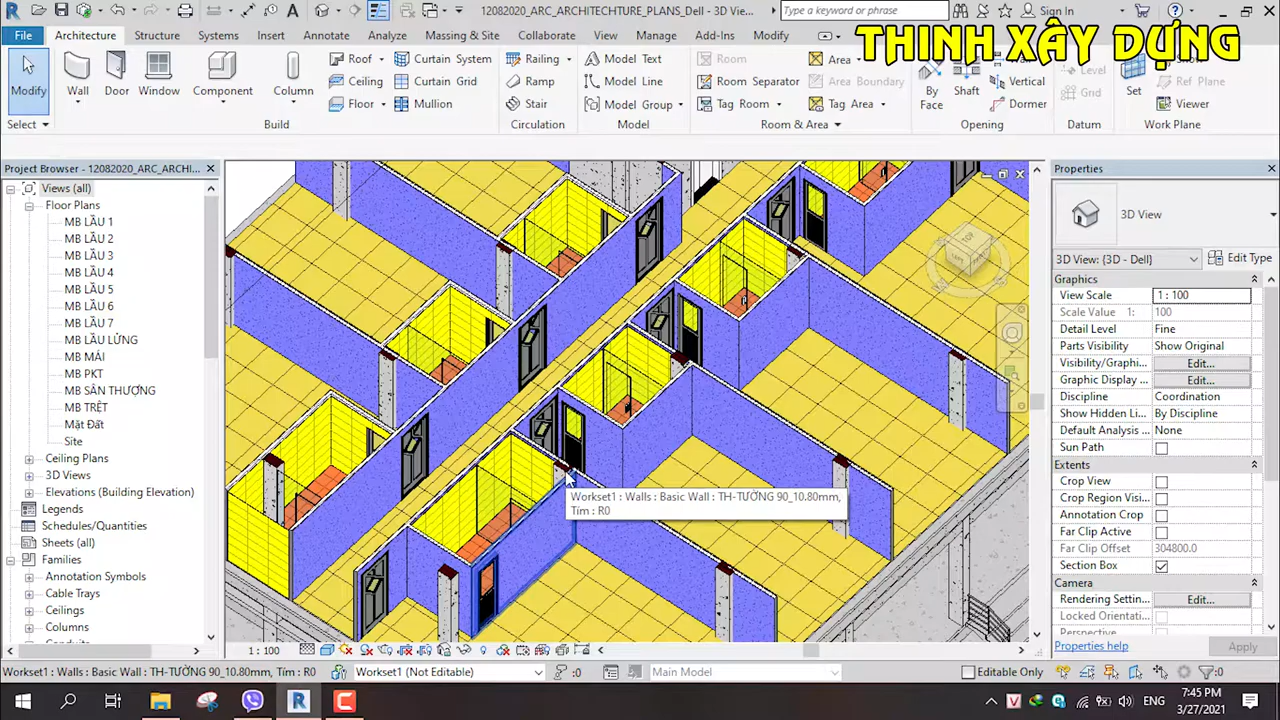 12082020_ARC_ARCHITECHTURE_PLANS_Dell - 3D Vie...
Type a keyword or phrase
Sign In
THINH XÂY DỰNG
File
Architecture
Structure
Systems
Insert
Annotate
Analyze
Massing & Site
Collaborate
View
Manage
Add-Ins
Modify
Modify
Wall
Door
Window
Component
Column
Roof
Ceiling
Floor
Curtain System
Curtain Grid
Mullion
Railing
Ramp
Stair
Model Text
Model Line
Model Group
Room
Room Separator
Tag Room
Area
Area Boundary
Tag Area
By
Face
Shaft
Vertical
Dormer
Level
Grid
Set
Ref Plane
Viewer
Select
Build
Circulation
Model
Room & Area
Opening
Datum
Work Plane
Project Browser - 12082020_ARC_ARCHI...
Views (all)
Floor Plans
MB LẦU 1
MB LẦU 2
MB LẦU 3
MB LẦU 4
MB LẦU 5
MB LẦU 6
MB LẦU 7
MB LẦU LỬNG
MB MÁI
MB PKT
MB SÂN THƯỢNG
MB TRỆT
Mặt Đất
Site
Ceiling Plans
3D Views
Elevations (Building Elevation)
Legends
Schedules/Quantities
Sheets (all)
Families
Annotation Symbols
Cable Trays
Ceilings
Columns
Workset1 : Walls : Basic Wall : TH-TƯỜNG 90_10.80mm,
Tím : R0
Properties
3D View
3D View: (3D - Dell)
Edit Type
Graphics
View Scale 1 : 100
Scale Value 1: 100
Detail Level Fine
Parts Visibility Show Original
Visibility/Graphi... Edit...
Graphic Display ... Edit...
Discipline Coordination
Show Hidden Li... By Discipline
Default Analysis ... None
Sun Path
Extents
Crop View
Crop Region Visi...
Annotation Crop
Far Clip Active
Far Clip Offset 304800.0
Section Box
Camera
Rendering Settin... Edit...
Locked Orientati...
Perspective
Properties help
Apply
1 : 100
Workset1 : Walls : Basic Wall : TH-TƯỜNG 90_10.80mm, Tím : R0
Workset1 (Not Editable)
:0
Main Model
Editable Only
:0
ENG
7:45 PM
3/27/2021